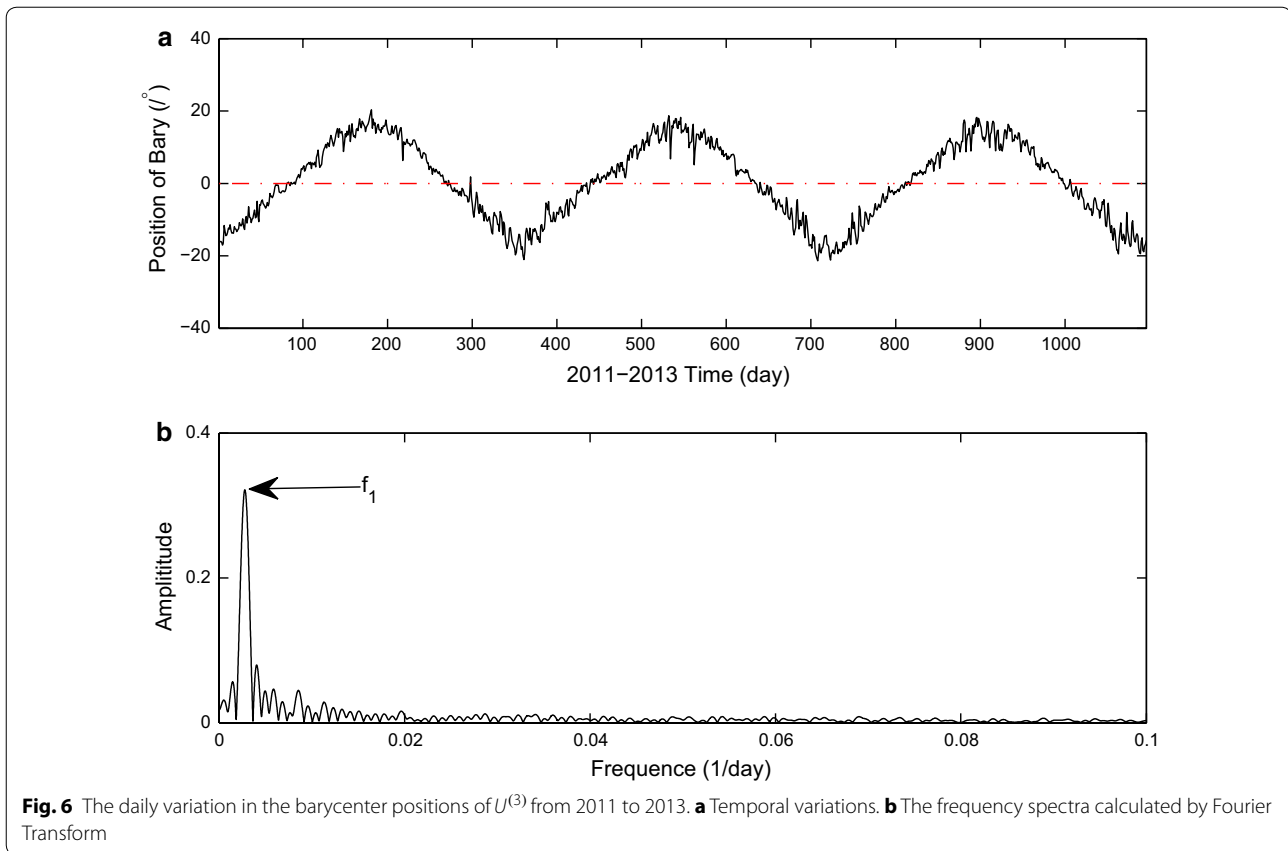 a
40
20
0
−20
−40
Position of Bary (/°)
100 200 300 400 500 600 700 800 900 1000
2011−2013 Time (day)
b
0.4
0.2
0
Amplititude
f1
0 0.02 0.04 0.06 0.08 0.1
Frequence (1/day)
Fig. 6 The daily variation in the barycenter positions of U(3) from 2011 to 2013. a Temporal variations. b The frequency spectra calculated by Fourier
Transform